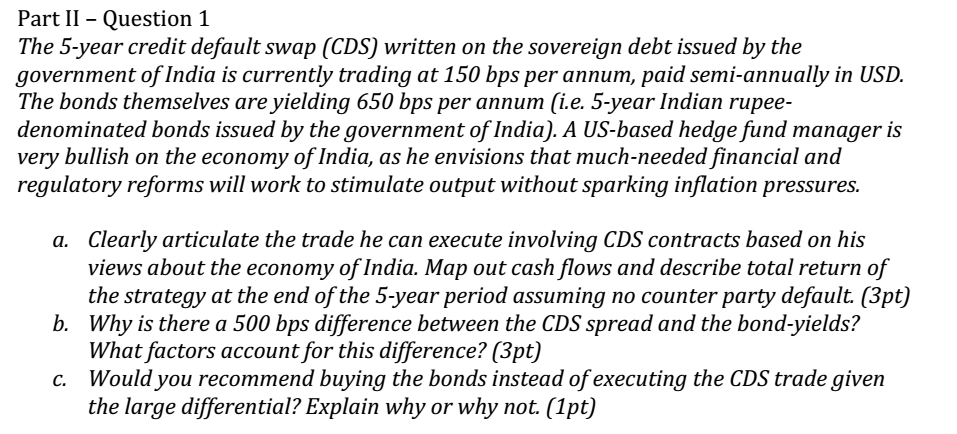 Part II – Question 1
The 5-year credit default swap (CDS) written on the sovereign debt issued by the
government of India is currently trading at 150 bps per annum, paid semi-annually in USD.
The bonds themselves are yielding 650 bps per annum (i.e. 5-year Indian rupee-
denominated bonds issued by the government of India). A US-based hedge fund manager is
very bullish on the economy of India, as he envisions that much-needed financial and
regulatory reforms will work to stimulate output without sparking inflation pressures.
a. Clearly articulate the trade he can execute involving CDS contracts based on his
views about the economy of India. Map out cash flows and describe total return of
the strategy at the end of the 5-year period assuming no counter party default. (3pt)
b. Why is there a 500 bps difference between the CDS spread and the bond-yields?
What factors account for this difference? (3pt)
c. Would you recommend buying the bonds instead of executing the CDS trade given
the large differential? Explain why or why not. (1pt)